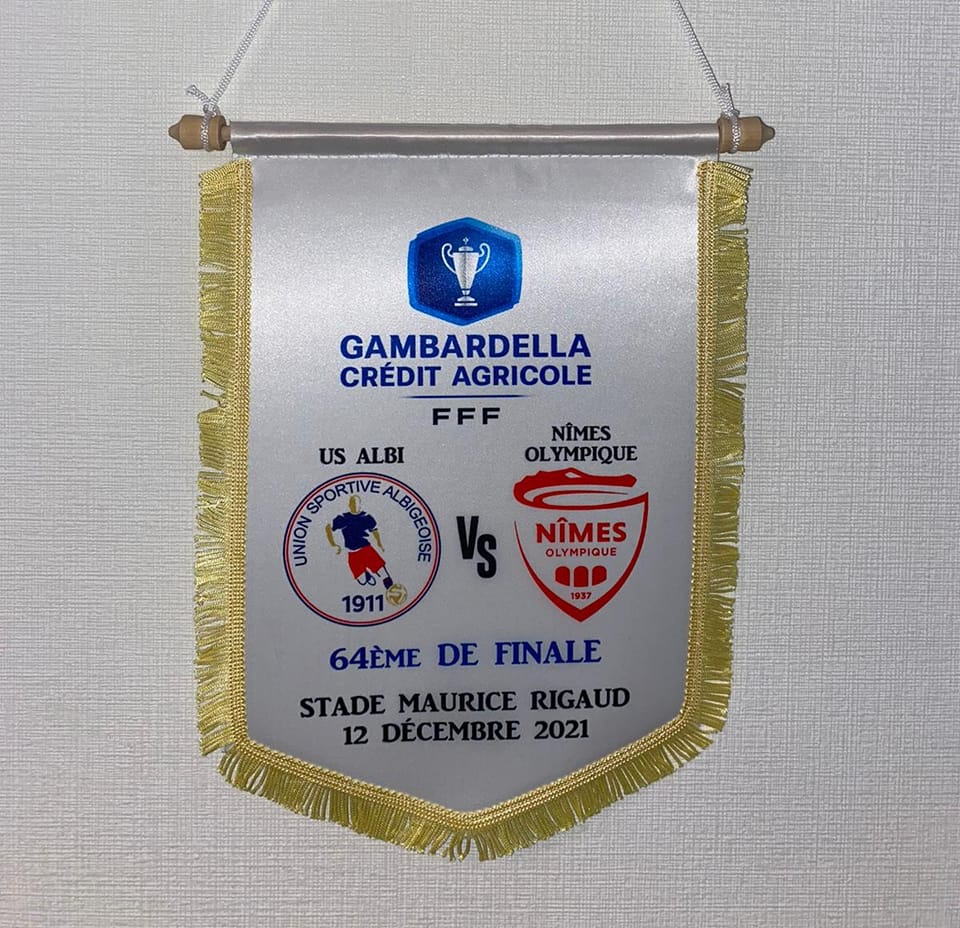 GAMBARDELLA
CRÉDIT AGRICOLE
FFF
US ALBI
UNION SPORTIVE ALBIGEOISE
1911
VS
NÎMES
OLYMPIQUE
NÎMES
OLYMPIQUE
1937
64ÈME DE FINALE
STADE MAURICE RIGAUD
12 DÉCEMBRE 2021